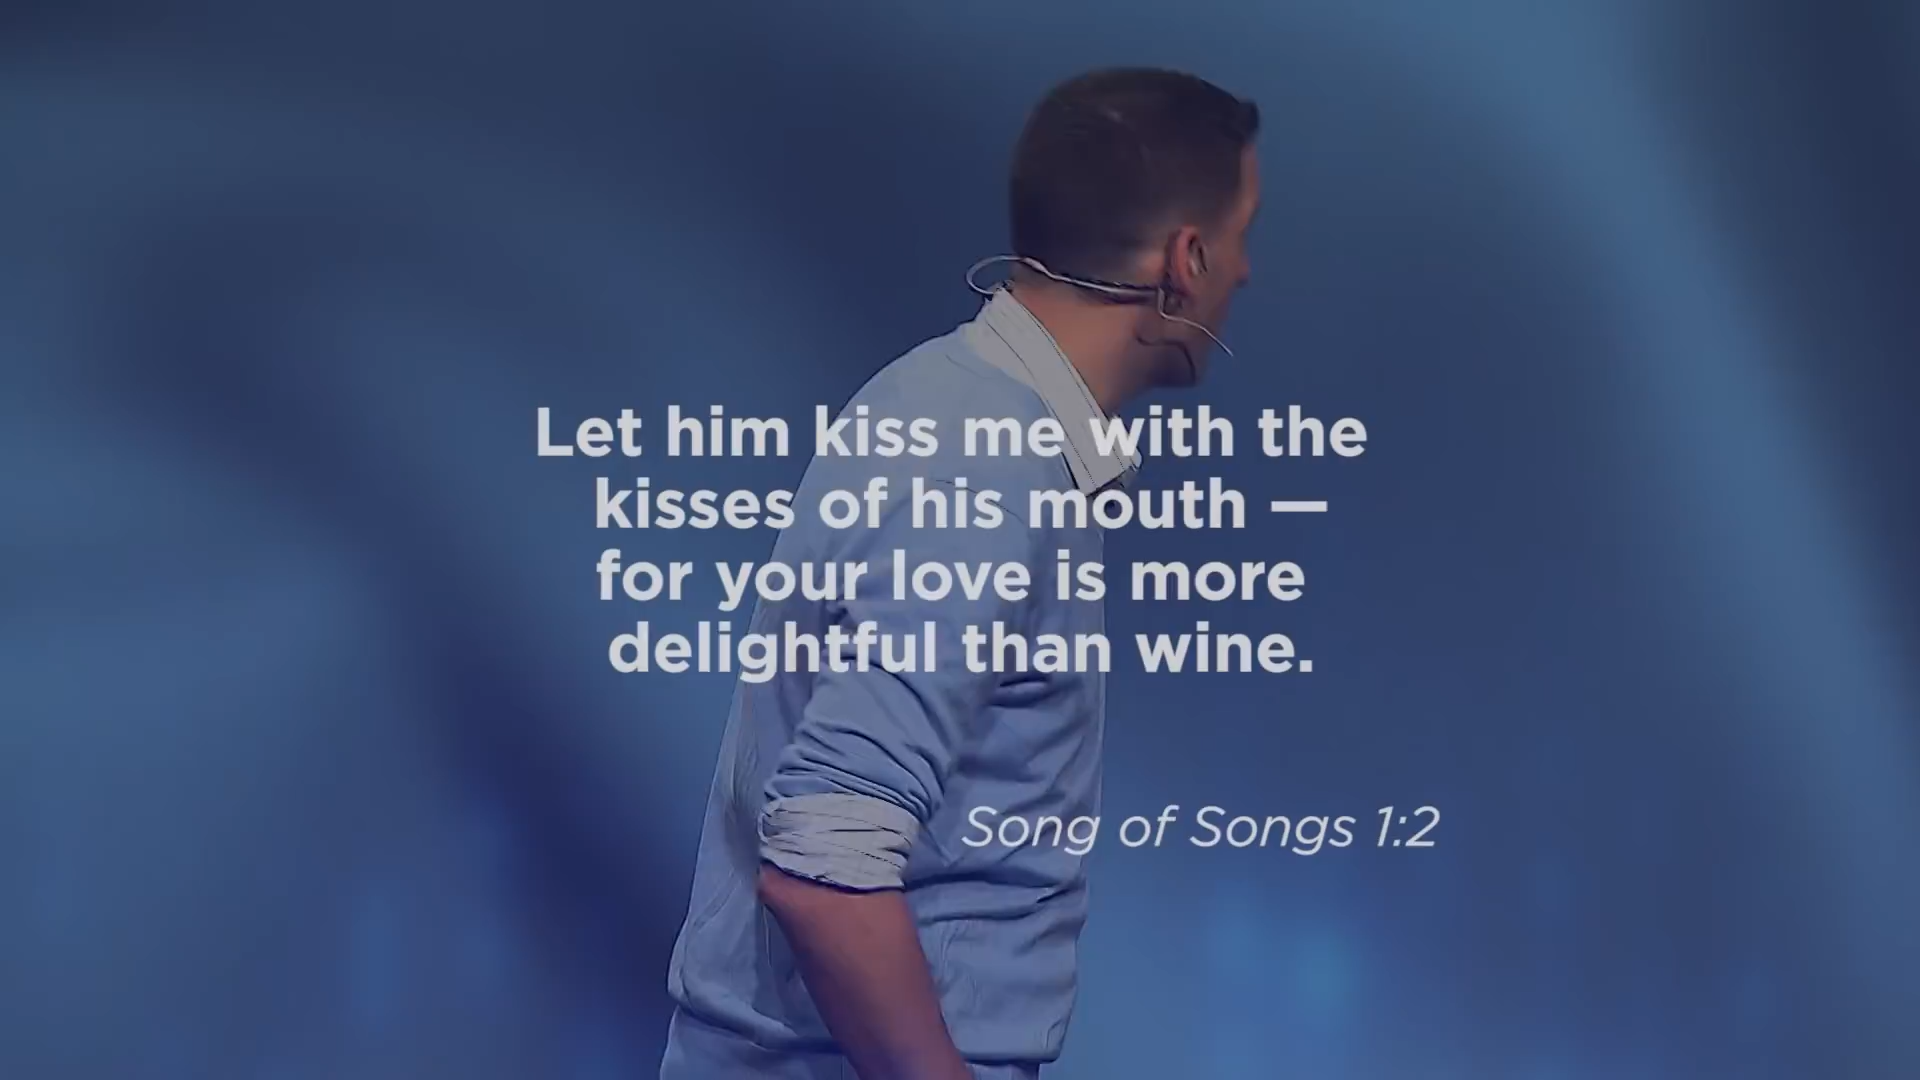 Let him kiss me with the
kisses of his mouth —
for your love is more
delightful than wine.
Song of Songs 1:2